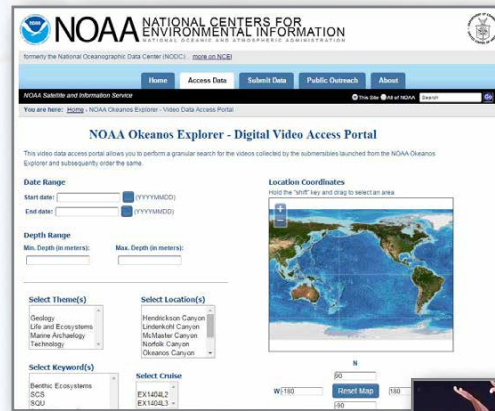 NOAA
NATIONAL CENTERS FOR
ENVIRONMENTAL INFORMATION
NATIONAL OCEANIC AND ATMOSPHERIC ADMINISTRATION
formerly the National Oceanographic Data Center (NODC)... more on NCEI
Home Access Data Submit Data Public Outreach About
NOAA Satellite and Information Service This Site All of NOAA Search Go
You are here: Home - NOAA Okeanos Explorer - Video Data Access Portal
NOAA Okeanos Explorer - Digital Video Access Portal
This video data access portal allows you to perform a granular search for the videos collected by the submersibles launched from the NOAA Okeanos
Explorer and subsequently order the same.
Date Range
Start date: (YYYYMMDD)
End date: (YYYYMMDD)
Depth Range
Min. Depth (in meters): Max. Depth (in meters):
Location Coordinates
Hold the "shift" key and drag to select an area
Select Theme(s)
Geology
Life and Ecosystems
Marine Archaelogy
Technology
Select Location(s)
Hendrickson Canyon
Lindenkohl Canyon
McMaster Canyon
Norfolk Canyon
Okeanos Canyon
Select Keyword(s)
Benthic Ecosystems
SCS
SQU
Select Cruise
EX1404L2
EX1404L3
N
90
W -180 Reset Map 180
-90